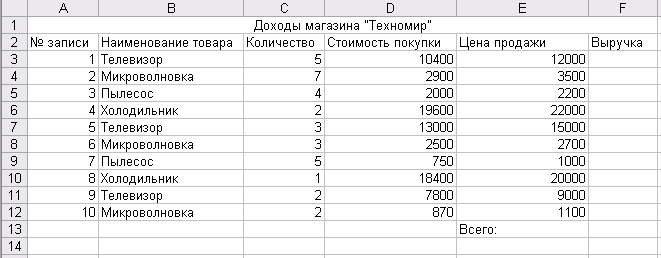 A B C D E F
1 Доходы магазина "Техномир"
2 № записи Наименование товара Количество Стоимость покупки Цена продажи Выручка
3 1 Телевизор 5 10400 12000
4 2 Микроволновка 7 2900 3500
5 3 Пылесос 4 2000 2200
6 4 Холодильник 2 19600 22000
7 5 Телевизор 3 13000 15000
8 6 Микроволновка 3 2500 2700
9 7 Пылесос 5 750 1000
10 8 Холодильник 1 18400 20000
11 9 Телевизор 2 7800 9000
12 10 Микроволновка 2 870 1100
13 Всего:
14